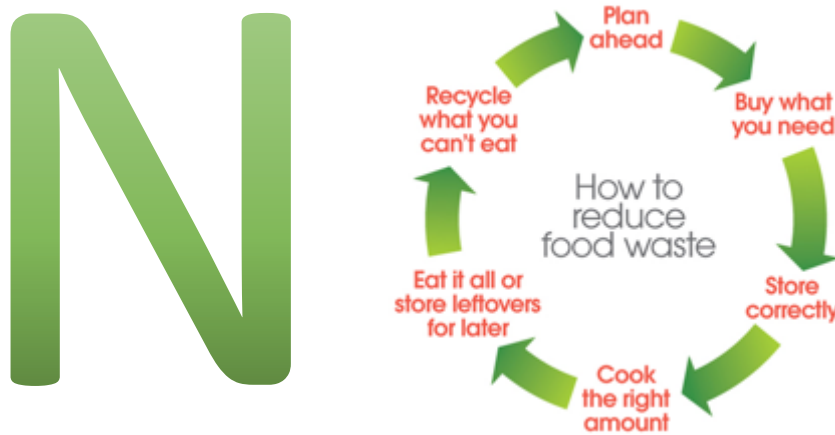 N
Plan
ahead
Buy what
you need
Store
correctly
Cook
the right
amount
Eat it all or
store leftovers
for later
Recycle
what you
can't eat
How to
reduce
food waste